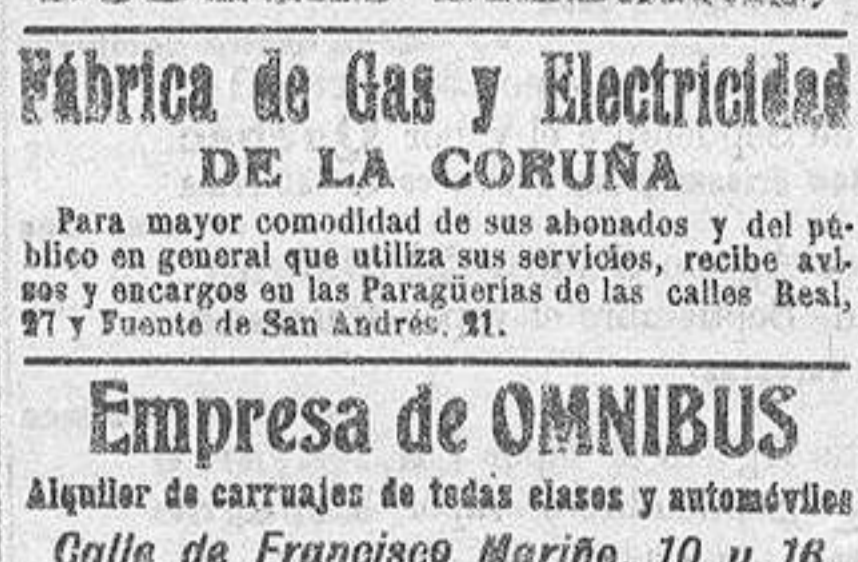 Fábrica de Gas y Electricidad
DE LA CORUÑA
Para mayor comodidad de sus abonados y del pú-
blico en general que utiliza sus servicios, recibe avi-
sos y encargos en las Paragüerías de las calles Real,
27 y Fuente de San Andrés, 21.
Empresa de OMNIBUS
Alquiler de carruajes de todas clases y automóviles
Calle de Francisco Mariño, 10 y 16